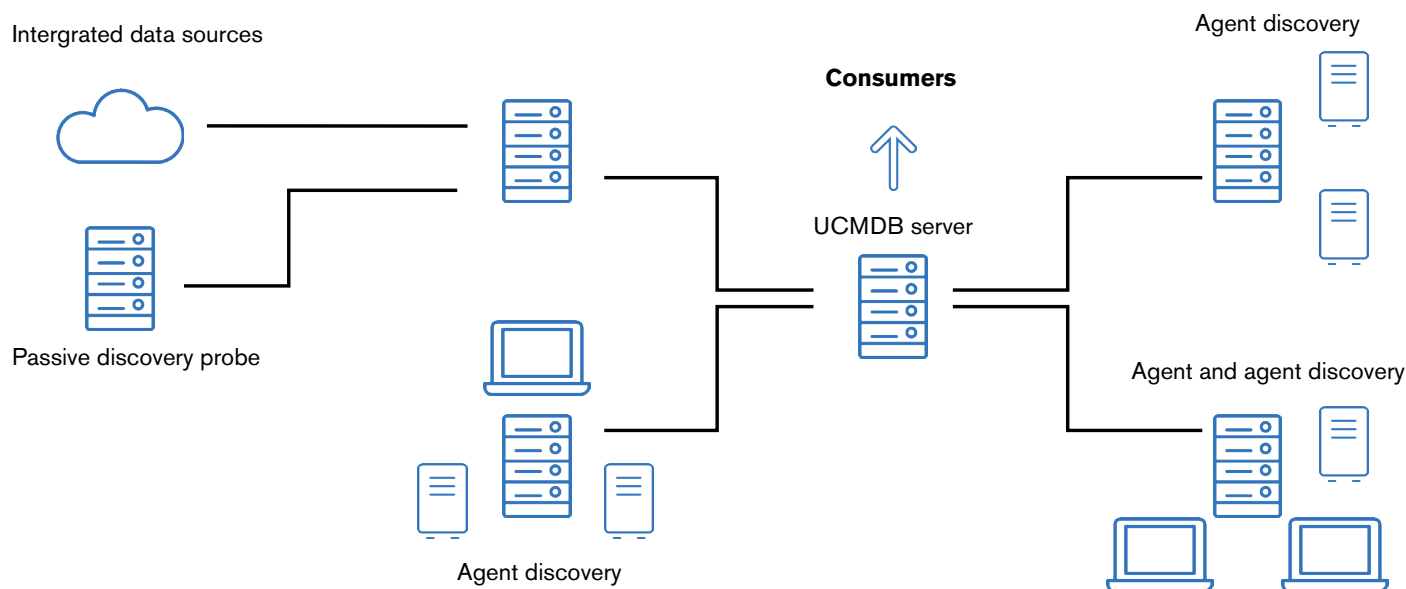 Intergrated data sources
Agent discovery
Consumers
UCMDB server
Passive discovery probe
Agent and agent discovery
Agent discovery